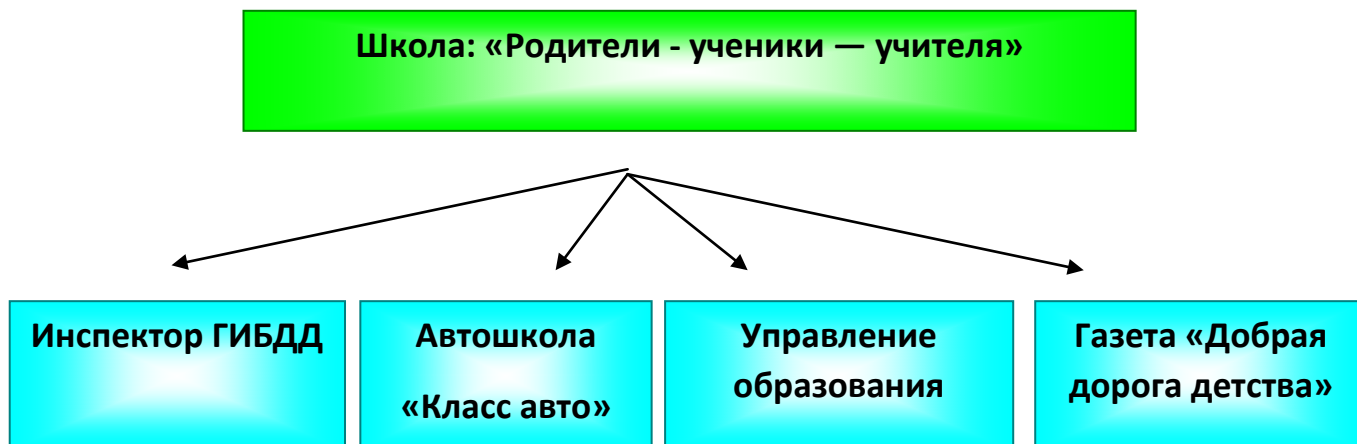 Школа: «Родители - ученики — учителя»
Инспектор ГИБДД
Автошкола
«Класс авто»
Управление
образования
Газета «Добрая
дорога детства»